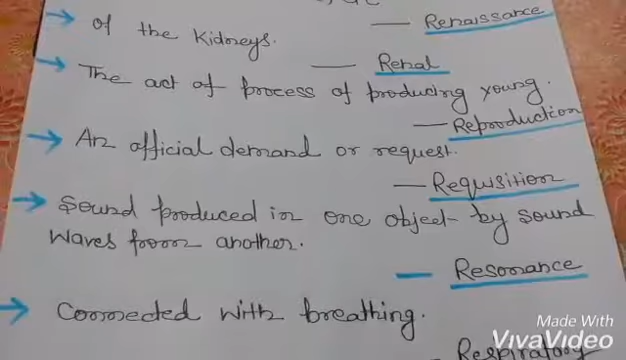 — Renaissance
→ of the kidneys.
— Renal
→ The act of process of producing young.
— Reproduction
→ An official demand or request.
— Requisition
→ Sound produced in one object by sound
waves from another.
— Resonance
→ Connected with breathing.
Respiratory
Made With
VivaVideo